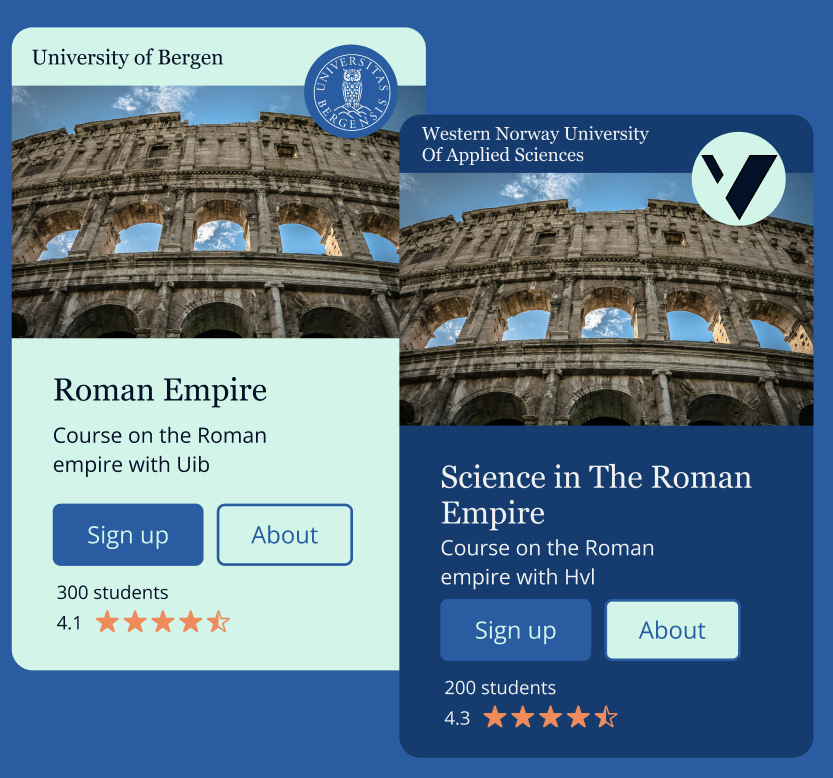 University of Bergen
UNIVERSITAS
BERGENSIS
Roman Empire
Course on the Roman
empire with Uib
Sign up
About
300 students
4.1
Western Norway University
Of Applied Sciences
Science in The Roman
Empire
Course on the Roman
empire with Hvl
Sign up
About
200 students
4.3